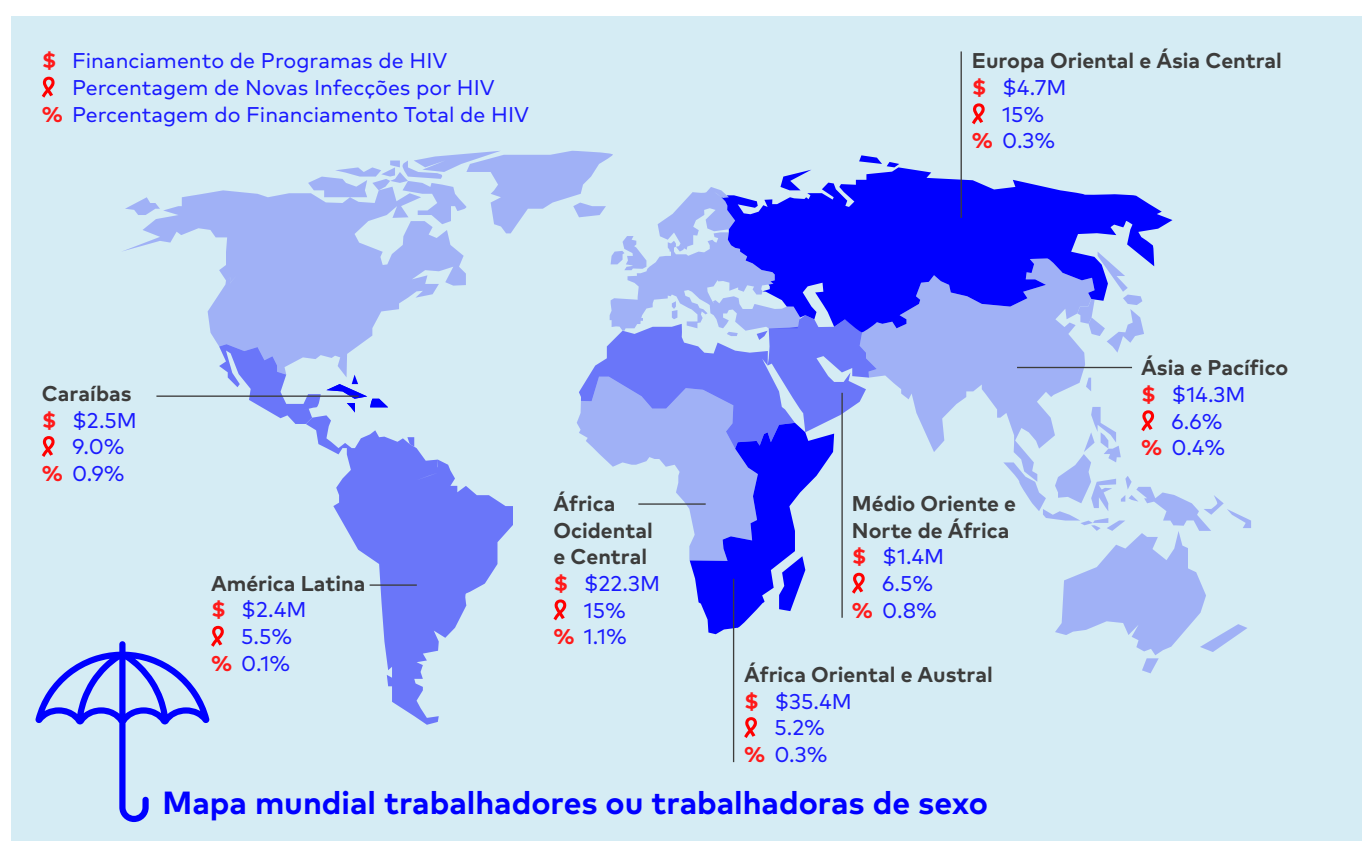 $ Financiamento de Programas de HIV
Percentagem de Novas Infecções por HIV
% Percentagem do Financiamento Total de HIV
Europa Oriental e Ásia Central
$ $4.7M
15%
% 0.3%
Caraíbas
$ $2.5M
9.0%
% 0.9%
Ásia e Pacífico
$ $14.3M
6.6%
% 0.4%
África
Ocidental
e Central
$ $22.3M
15%
% 1.1%
Médio Oriente e
Norte de África
$ $1.4M
6.5%
% 0.8%
América Latina
$ $2.4M
5.5%
% 0.1%
África Oriental e Austral
$ $35.4M
5.2%
% 0.3%
Mapa mundial trabalhadores ou trabalhadoras de sexo